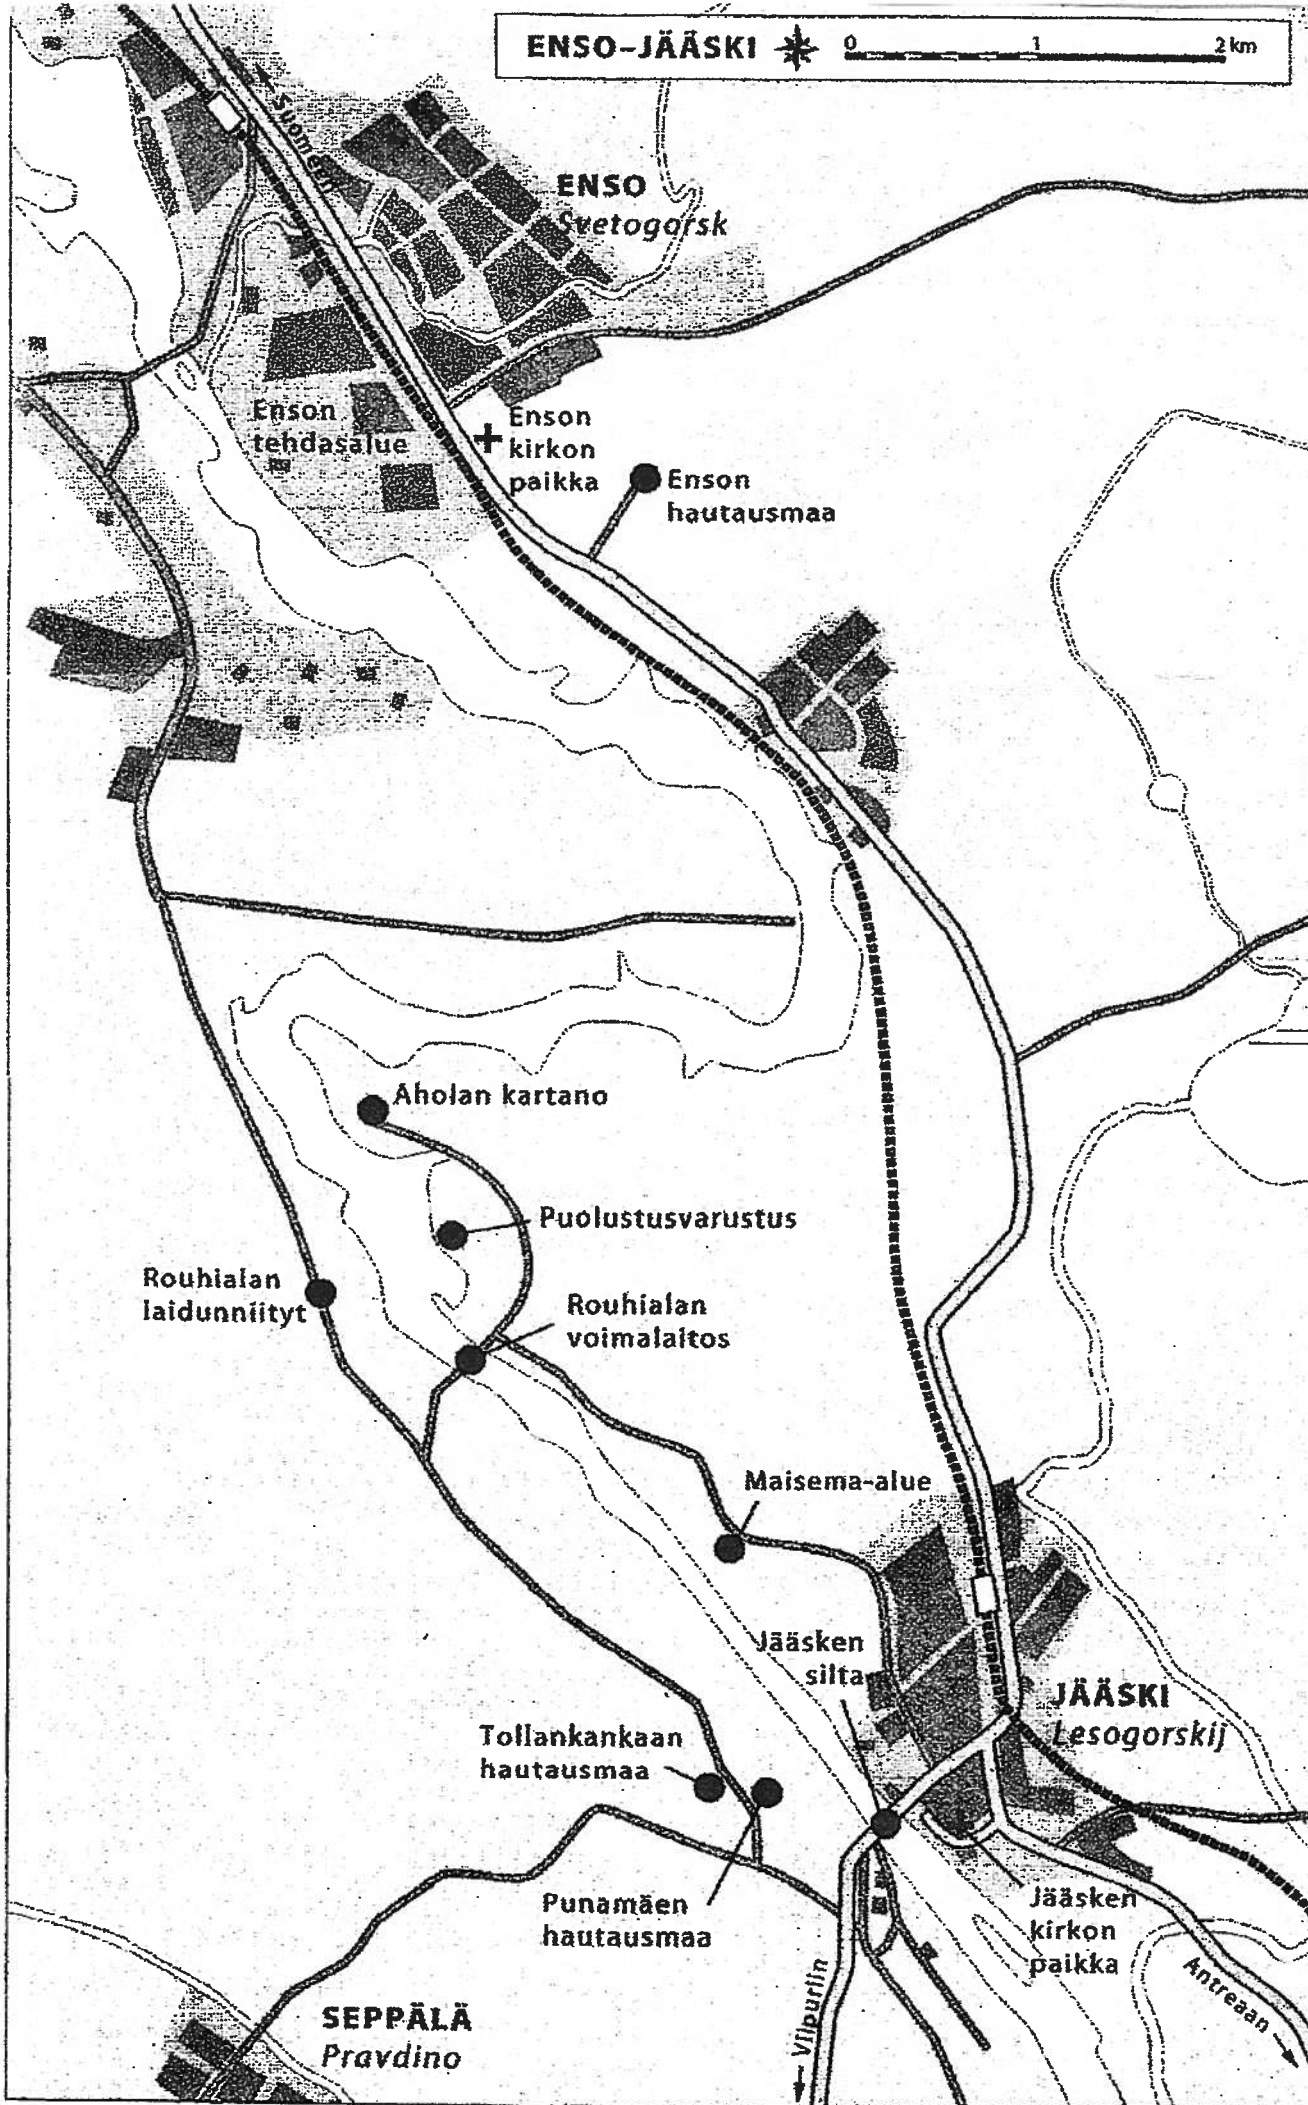 ENSO–JÄÄSKI 0 1 2 km
Suomeen
ENSO
Svetogorsk
Enson
tehdasalue
Enson
kirkon
paikka
Enson
hautausmaa
Aholan kartano
Puolustusvarustus
Rouhialan
laidunniityt
Rouhialan
voimalaitos
Maisema-alue
Jääsken
silta
JÄÄSKI
Lesogorskij
Tollankankaan
hautausmaa
Punamäen
hautausmaa
Jääsken
kirkon
paikka
Viipuriin
Antreaan
SEPPÄLÄ
Pravdino